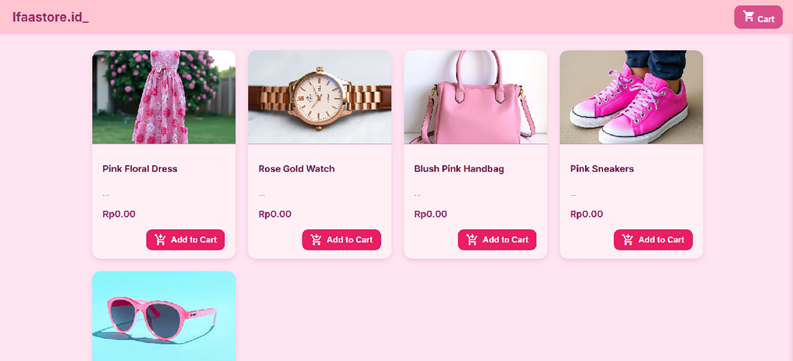 Ifaastore.id_
Cart
Pink Floral Dress
...
Rp0.00
Add to Cart
Rose Gold Watch
...
Rp0.00
Add to Cart
Blush Pink Handbag
...
Rp0.00
Add to Cart
Pink Sneakers
...
Rp0.00
Add to Cart